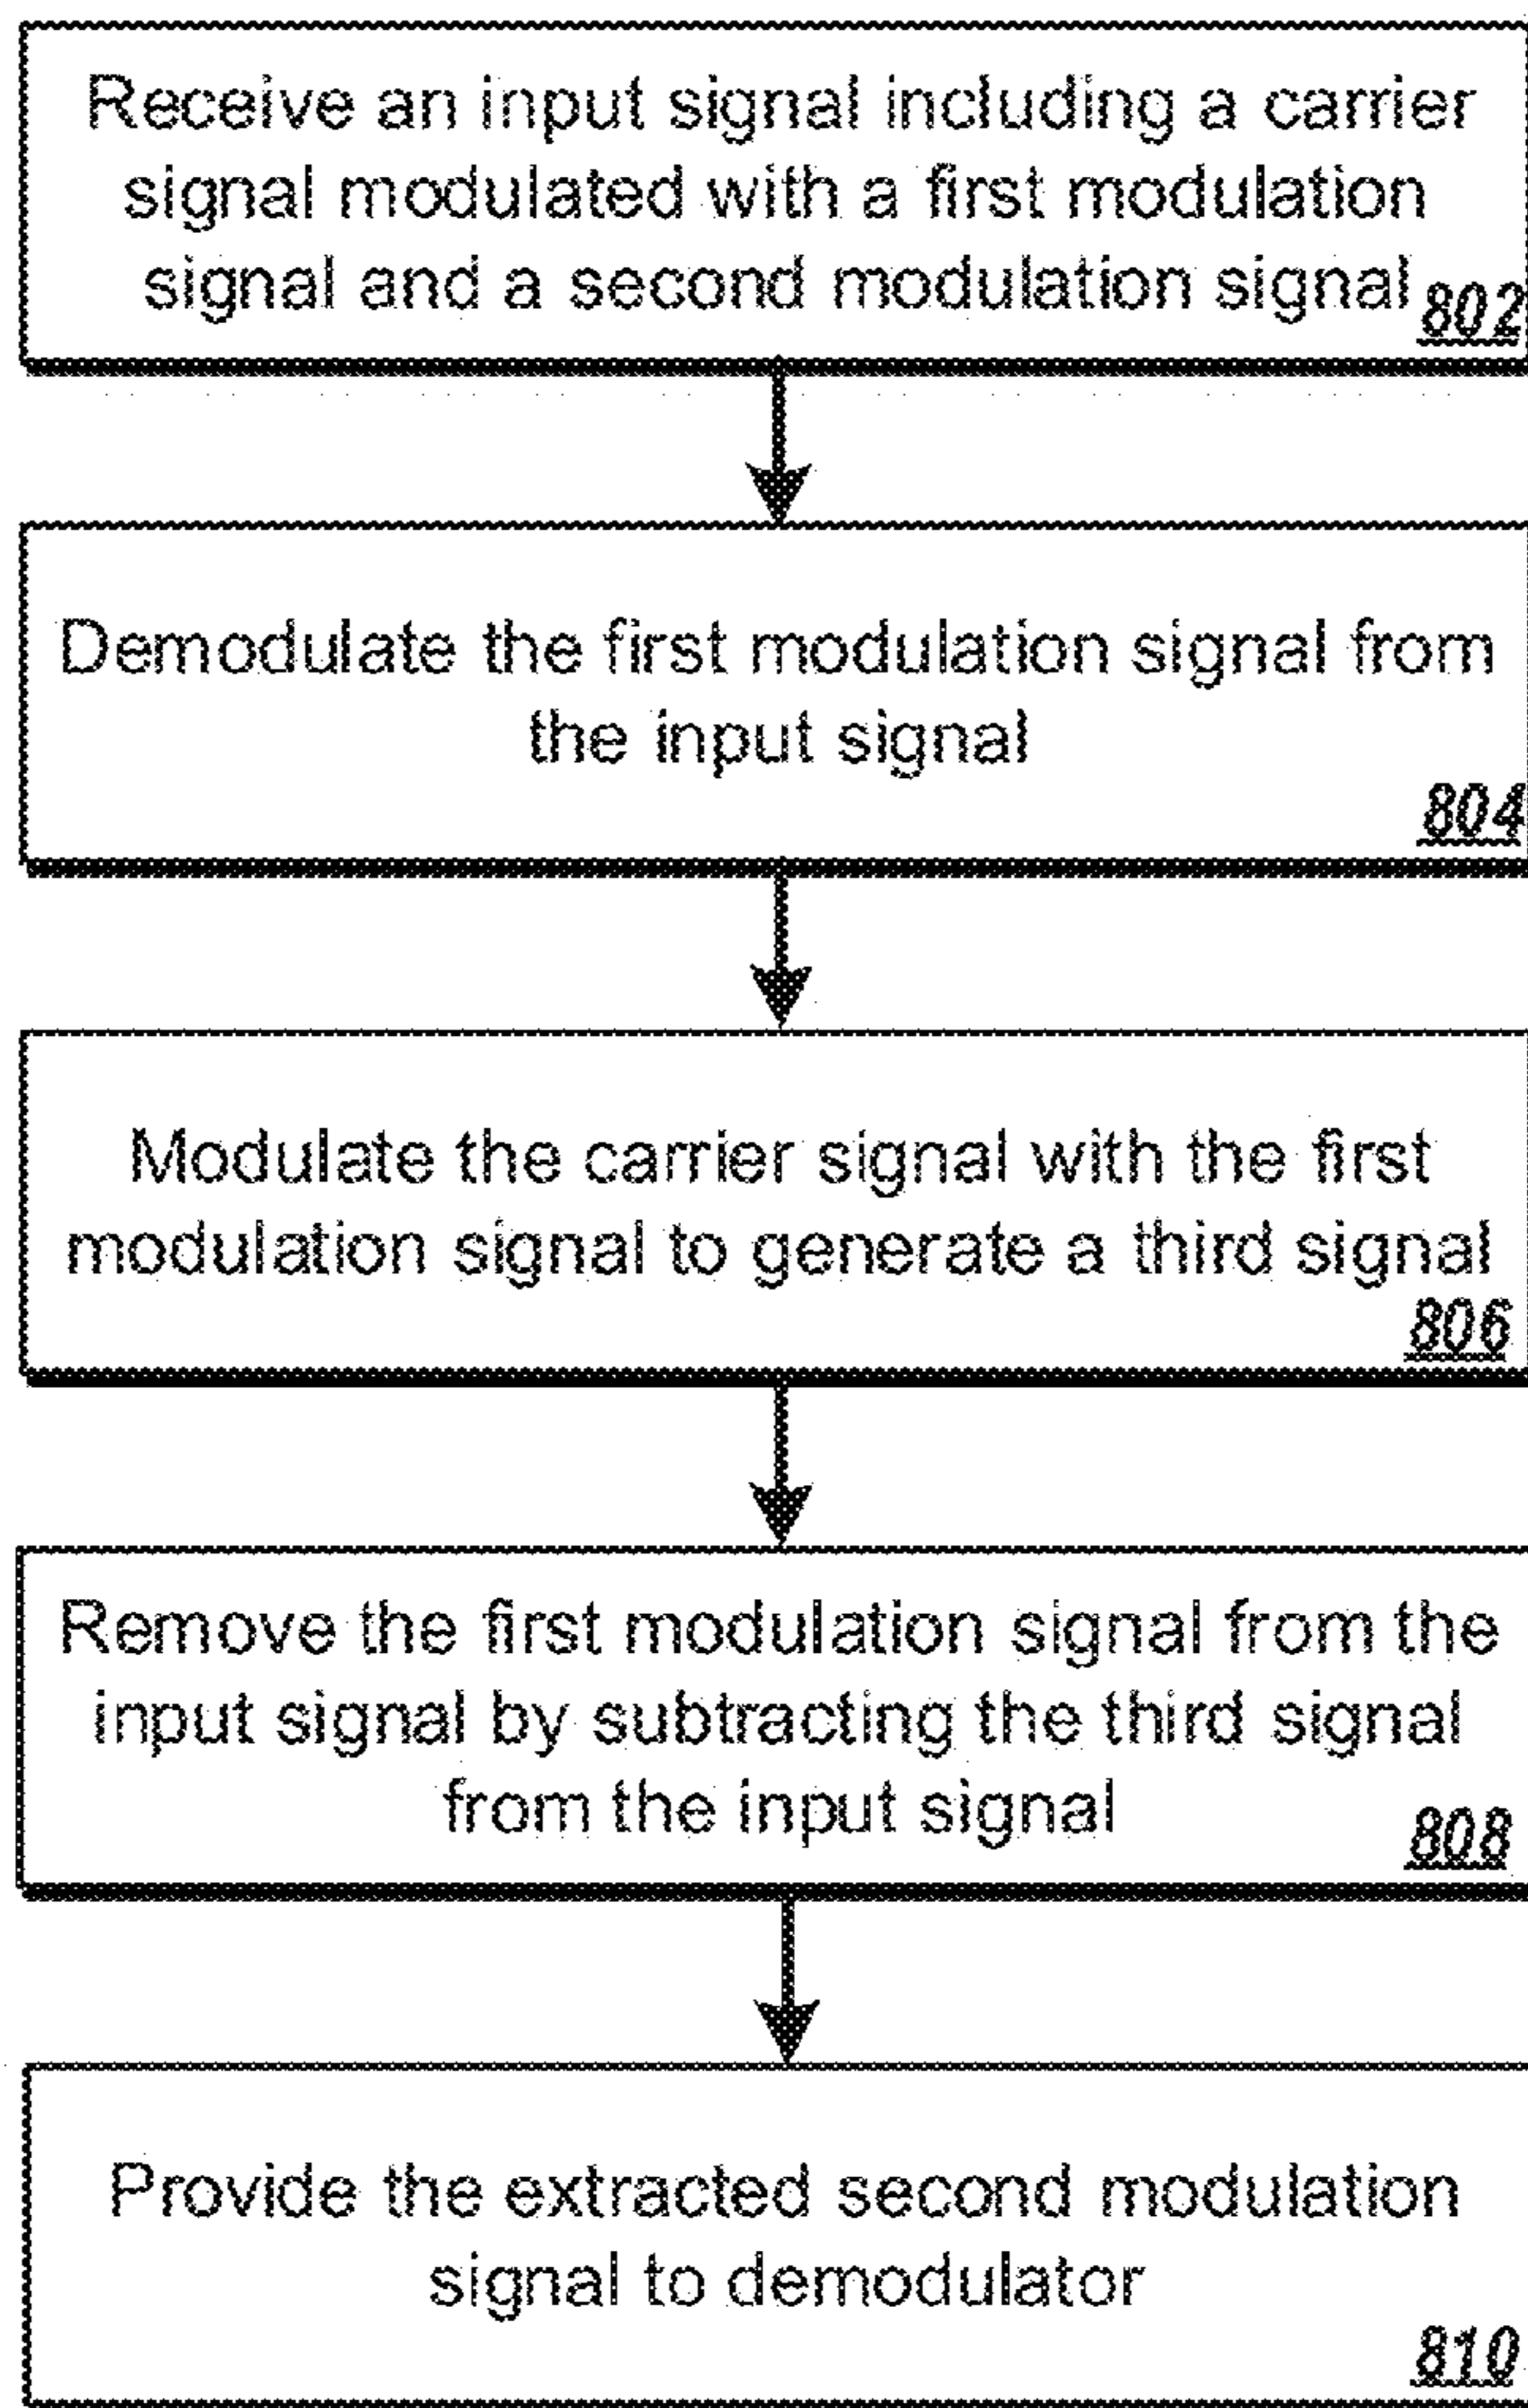 Receive an input signal including a carrier
signal modulated with a first modulation
signal and a second modulation signal
802
Demodulate the first modulation signal from
the input signal
804
Modulate the carrier signal with the first
modulation signal to generate a third signal
806
Remove the first modulation signal from the
input signal by subtracting the third signal
from the input signal
808
Provide the extracted second modulation
signal to demodulator
810